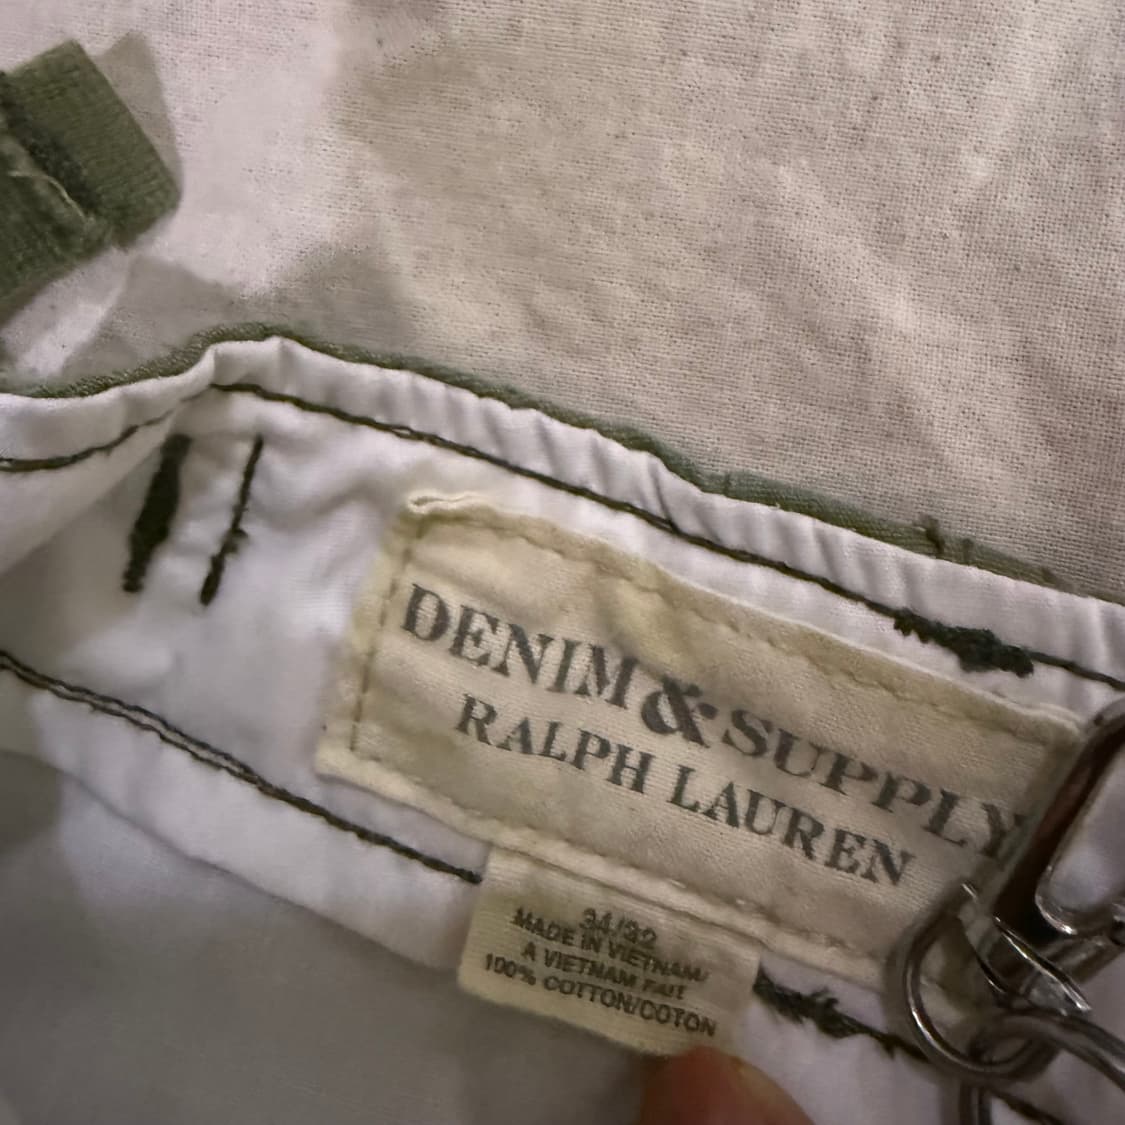 DENIM & SUPPLY
RALPH LAUREN
34/32
MADE IN VIETNAM/
A VIETNAM FAIT
100% COTTON/COTON